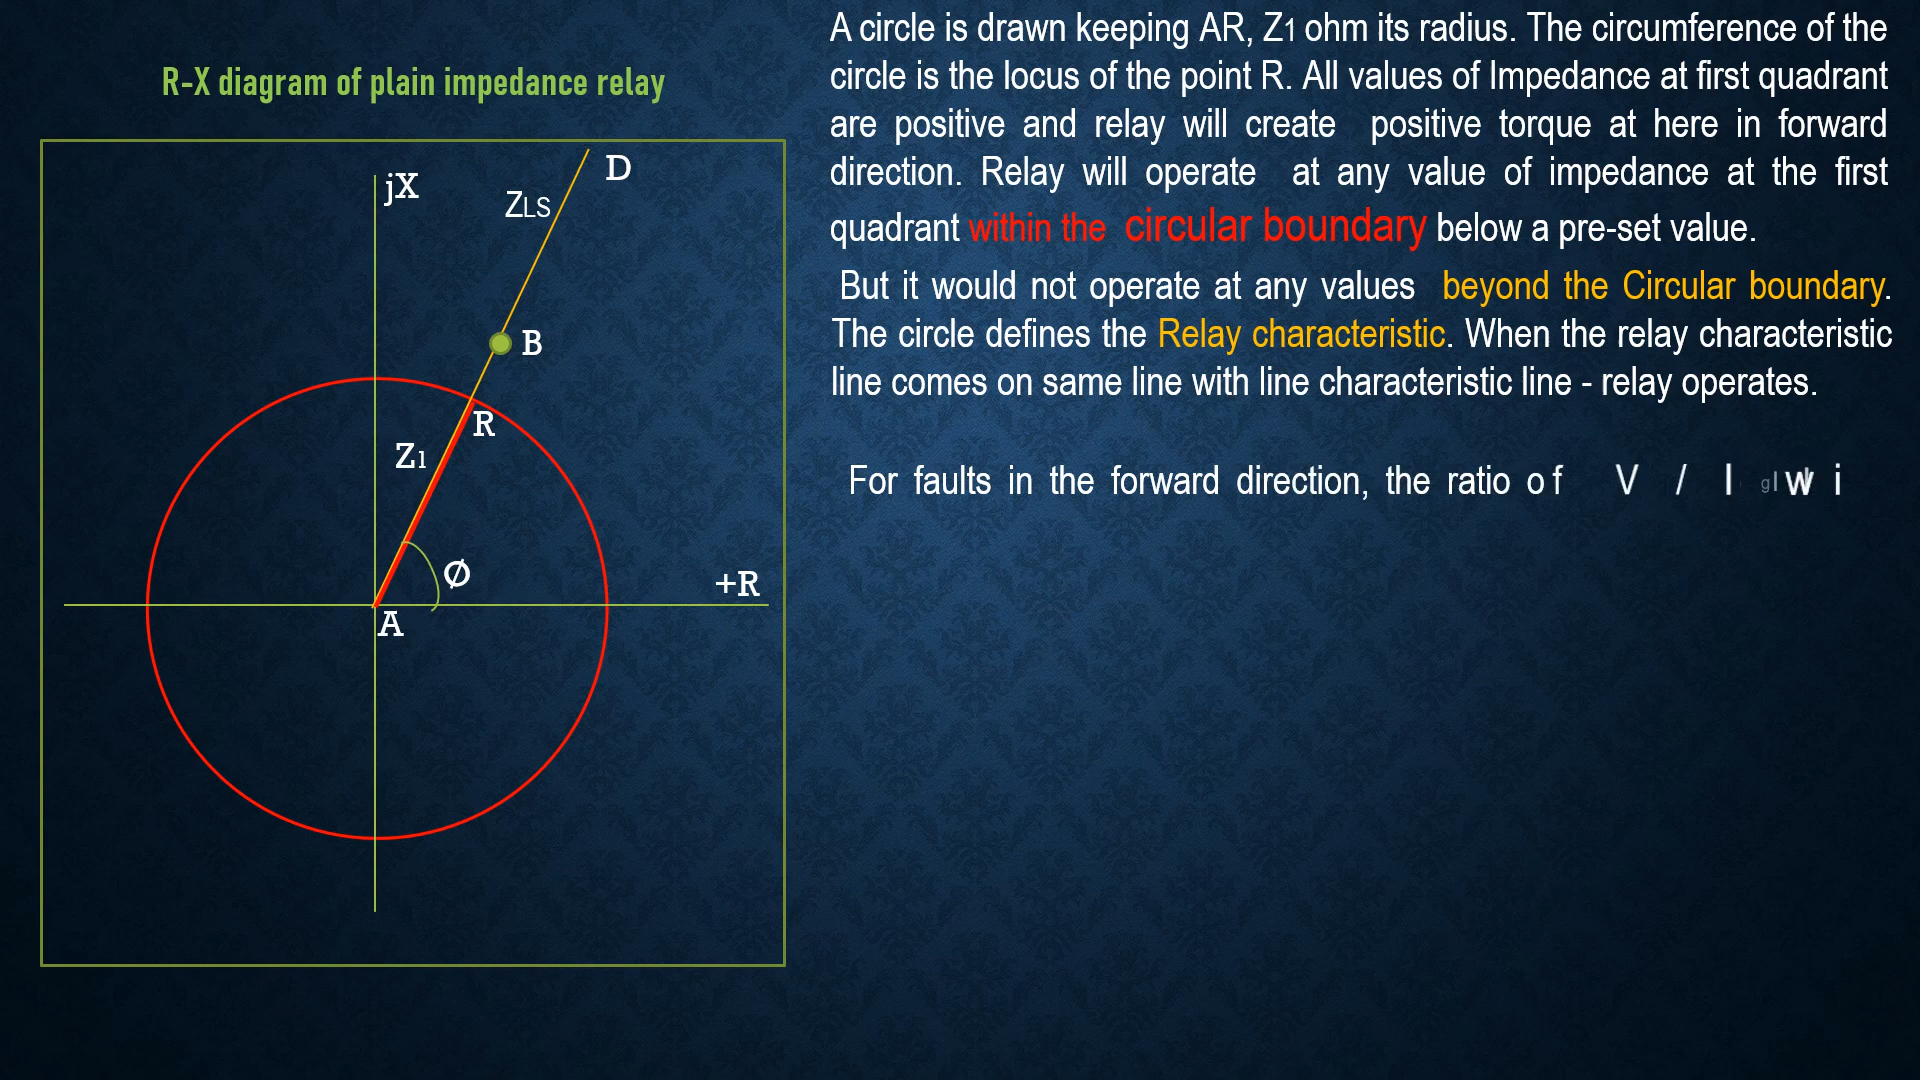 R-X diagram of plain impedance relay
jX
D
ZLS
B
R
Z1
Ø
+R
A
A circle is drawn keeping AR, Z1 ohm its radius. The circumference of the
circle is the locus of the point R. All values of Impedance at first quadrant
are positive and relay will create positive torque at here in forward
direction. Relay will operate at any value of impedance at the first
quadrant within the circular boundary below a pre-set value.
But it would not operate at any values beyond the Circular boundary.
The circle defines the Relay characteristic. When the relay characteristic
line comes on same line with line characteristic line - relay operates.
For faults in the forward direction, the ratio of V / I